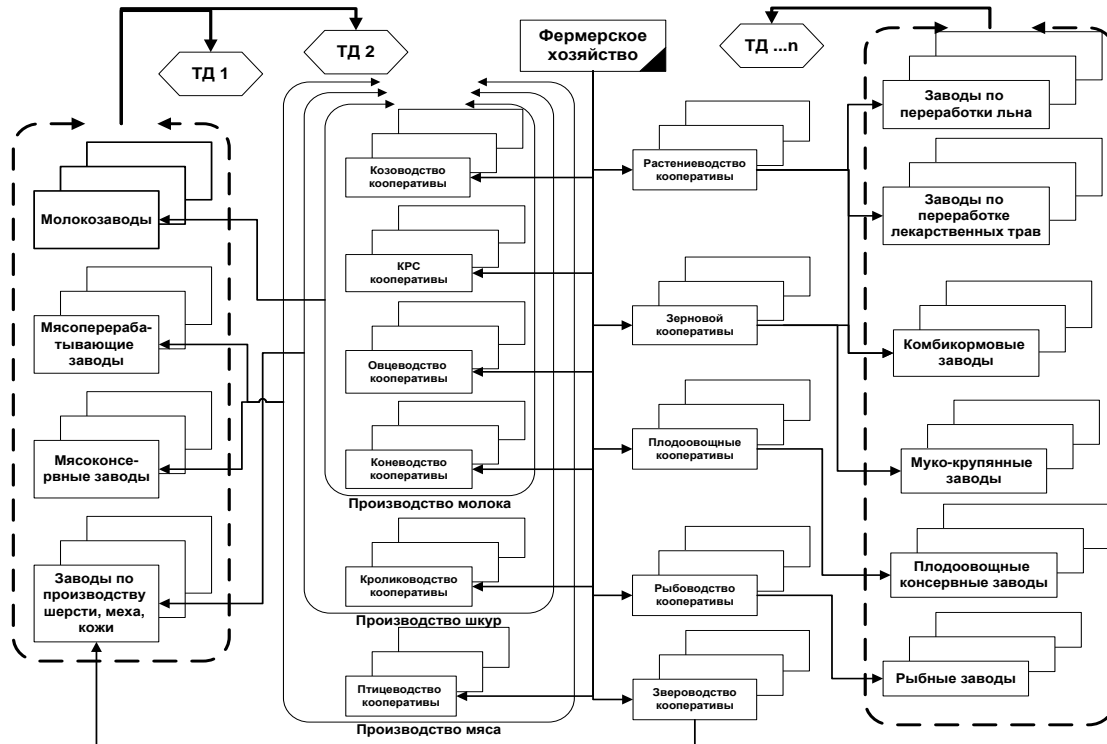 ТД 1
ТД 2
Фермерское
хозяйство
ТД ...n
Молокозаводы
Мясоперераба-
тывающие
заводы
Мясоконсе-
рвные заводы
Заводы по
производству
шерсти, меха,
кожи
Козоводство
кооперативы
КРС
кооперативы
Овцеводство
кооперативы
Коневодство
кооперативы
Производство молока
Кролиководство
кооперативы
Производство шкур
Птицеводство
кооперативы
Производство мяса
Растениеводство
кооперативы
Зерновой
кооперативы
Плодоовощные
кооперативы
Рыбоводство
кооперативы
Звероводство
кооперативы
Заводы по
переработки льна
Заводы по
переработке
лекарственных трав
Комбикормовые
заводы
Муко-крупянные
заводы
Плодоовощные
консервные заводы
Рыбные заводы